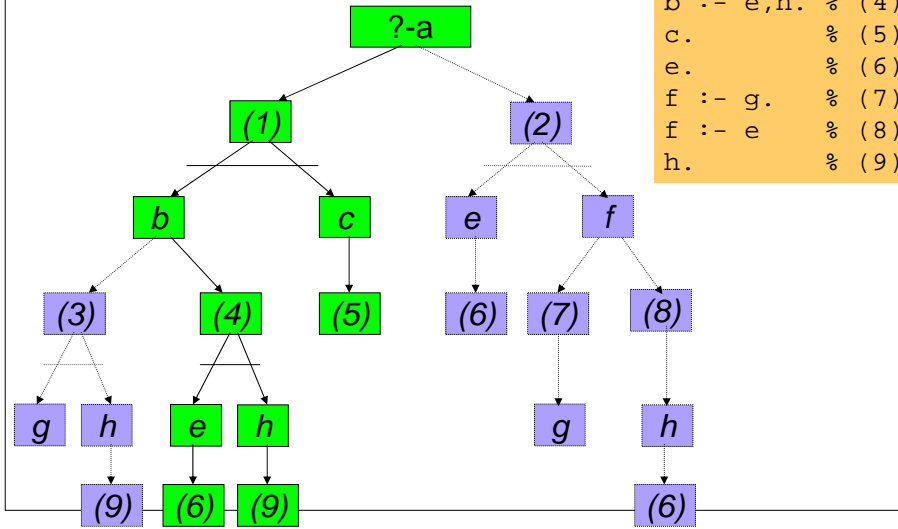 ?-a
b :- e,h. % (4)
c. % (5)
e. % (6)
f :- g. % (7)
f :- e % (8)
h. % (9)
(1) (2)
b c e f
(3) (4) (5) (6) (7) (8)
g h e h g h
(9) (6) (9) (6)